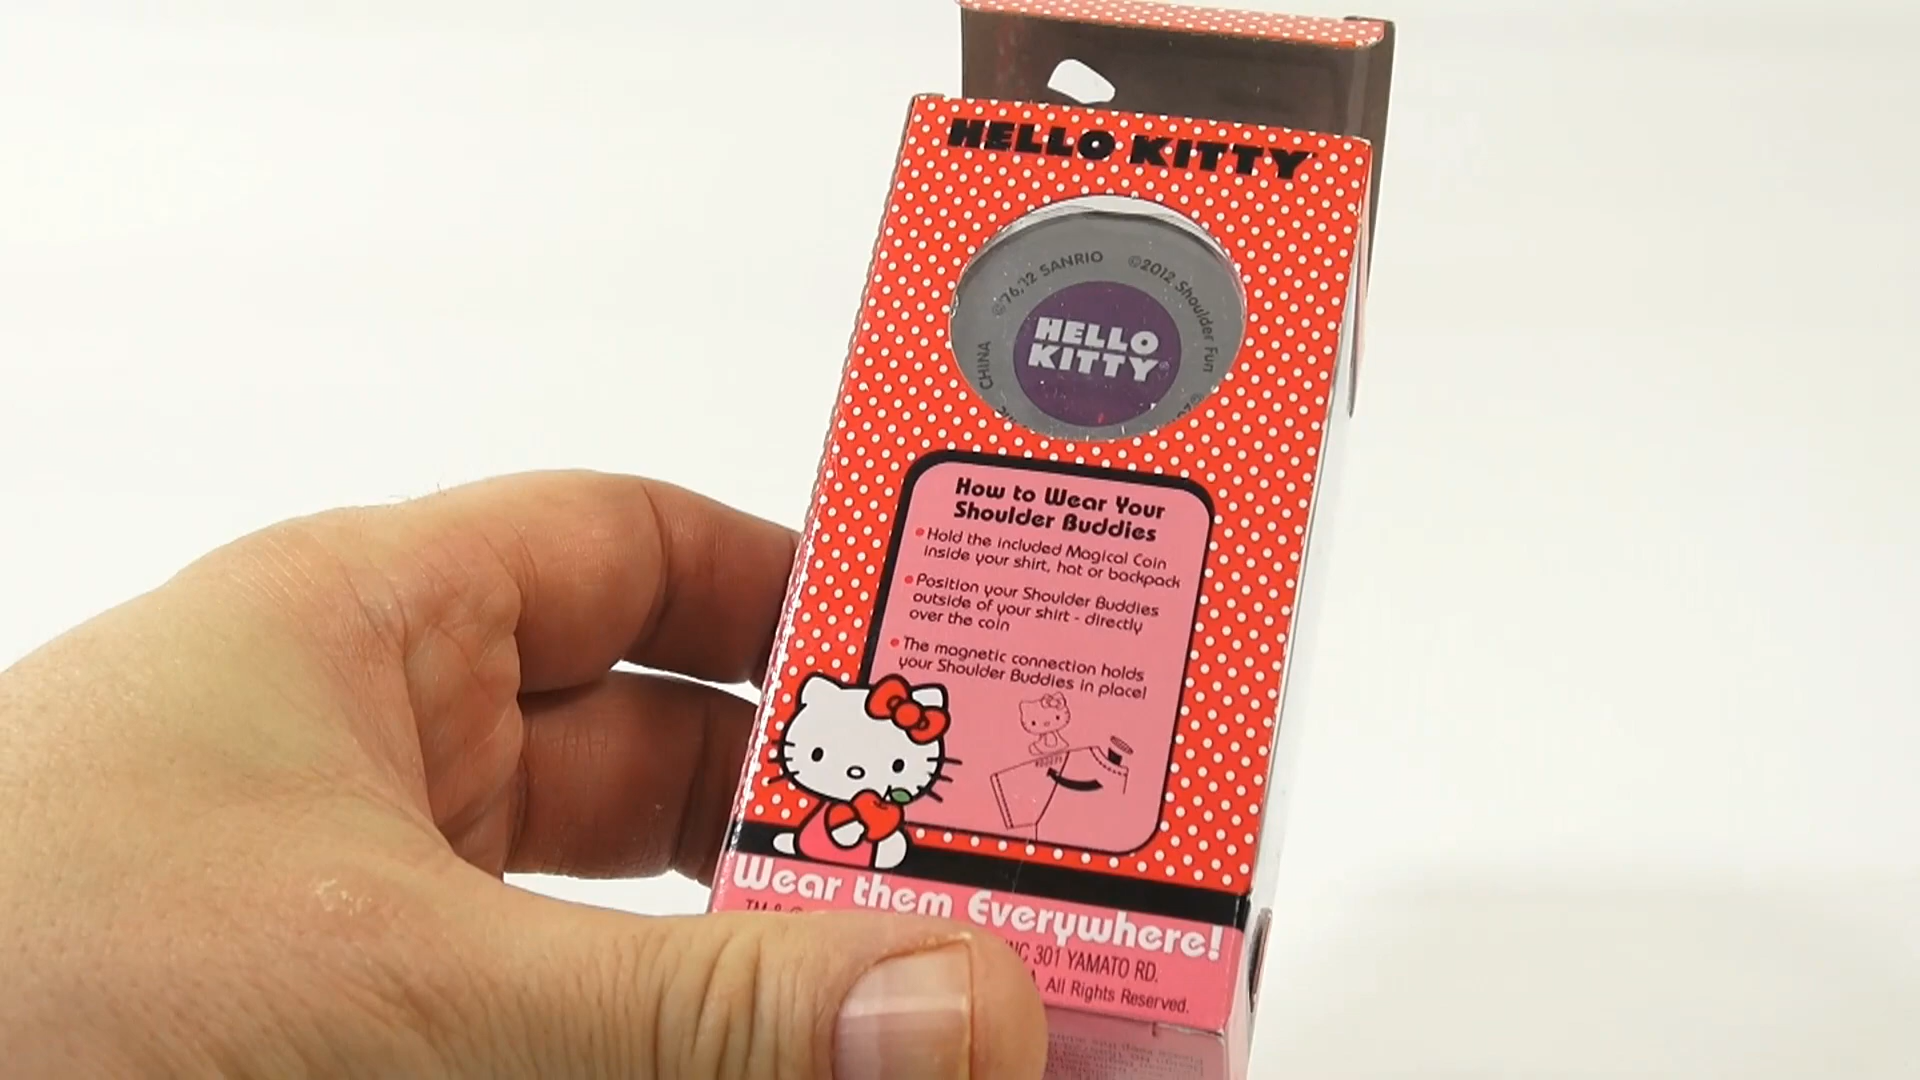 HELLO KITTY
©76,12 SANRIO ©2012 Shoulder Fun
CHINA
HELLO
KITTY
How to Wear Your
Shoulder Buddies
•Hold the included Magical Coin
inside your shirt, hat or backpack
•Position your Shoulder Buddies
outside of your shirt - directly
over the coin
•The magnetic connection holds
your Shoulder Buddies in place!
Wear them Everywhere!
TM & ©
INC 301 YAMATO RD.
All Rights Reserved.